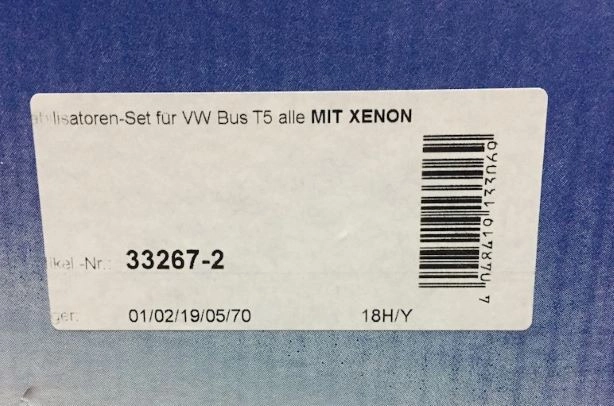 abilisatoren-Set für VW Bus T5 alle MIT XENON
ikel-Nr.: 33267-2
ger: 01/02/19/05/70 18H/Y